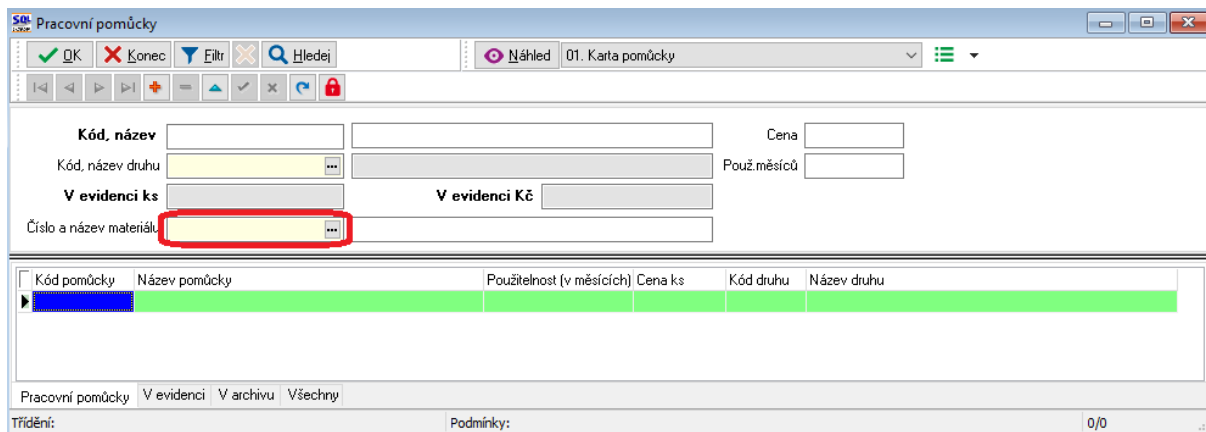 SQL Pracovní pomůcky
OK Konec Filtr Hledej Náhled 01. Karta pomůcky
Kód, název Cena
Kód, název druhu ... Použ.měsíců
V evidenci ks V evidenci Kč
Číslo a název materiálu ...
Kód pomůcky Název pomůcky Použitelnost (v měsících) Cena ks Kód druhu Název druhu
Pracovní pomůcky V evidenci V archivu Všechny
Třídění: Podmínky: 0/0